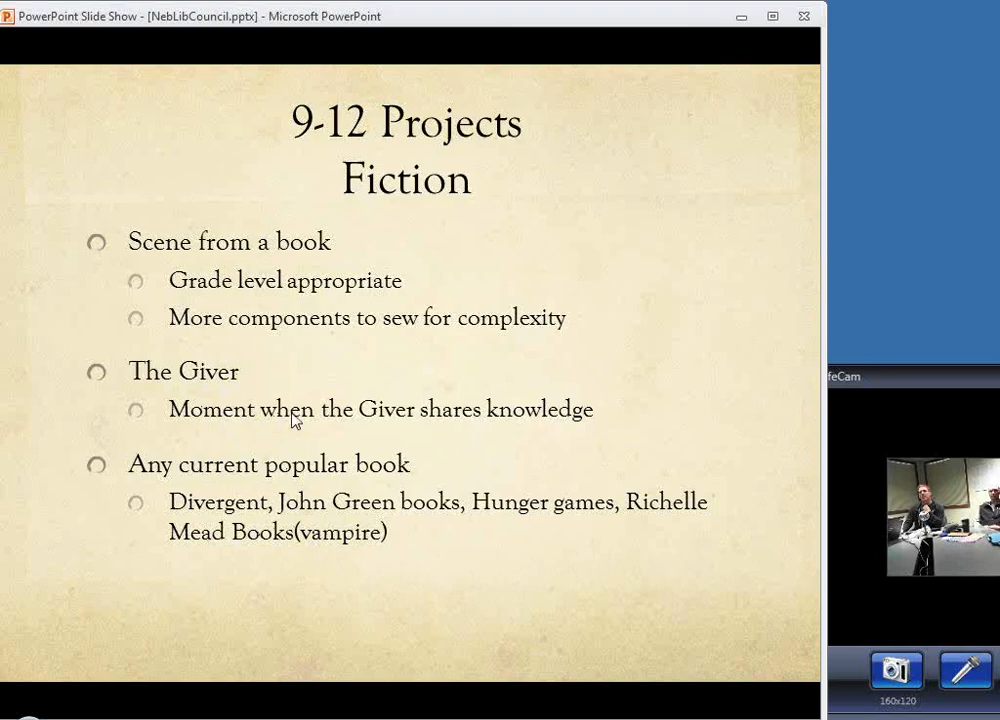 PowerPoint Slide Show - [NebLibCouncil.pptx] - Microsoft PowerPoint
9-12 Projects
Fiction
Scene from a book
Grade level appropriate
More components to sew for complexity
The Giver
Moment when the Giver shares knowledge
Any current popular book
Divergent, John Green books, Hunger games, Richelle
Mead Books(vampire)
feCam
160x120